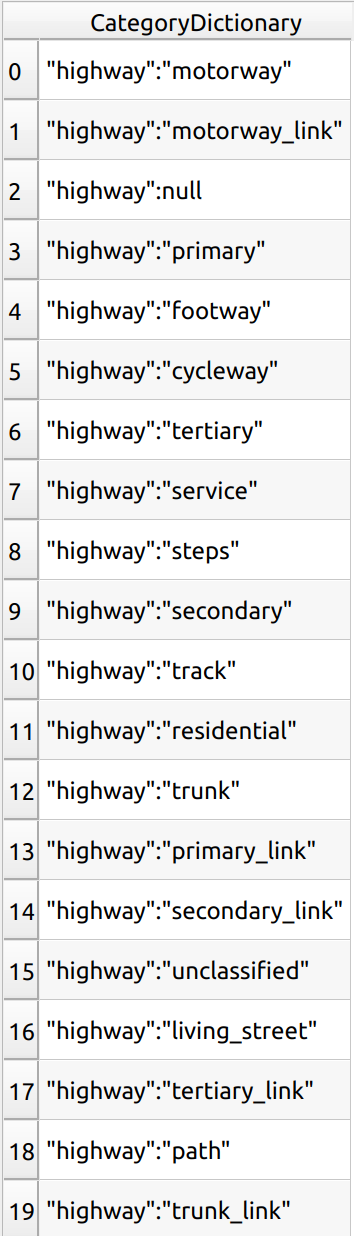 CategoryDictionary
0 "highway":"motorway"
1 "highway":"motorway_link"
2 "highway":null
3 "highway":"primary"
4 "highway":"footway"
5 "highway":"cycleway"
6 "highway":"tertiary"
7 "highway":"service"
8 "highway":"steps"
9 "highway":"secondary"
10 "highway":"track"
11 "highway":"residential"
12 "highway":"trunk"
13 "highway":"primary_link"
14 "highway":"secondary_link"
15 "highway":"unclassified"
16 "highway":"living_street"
17 "highway":"tertiary_link"
18 "highway":"path"
19 "highway":"trunk_link"